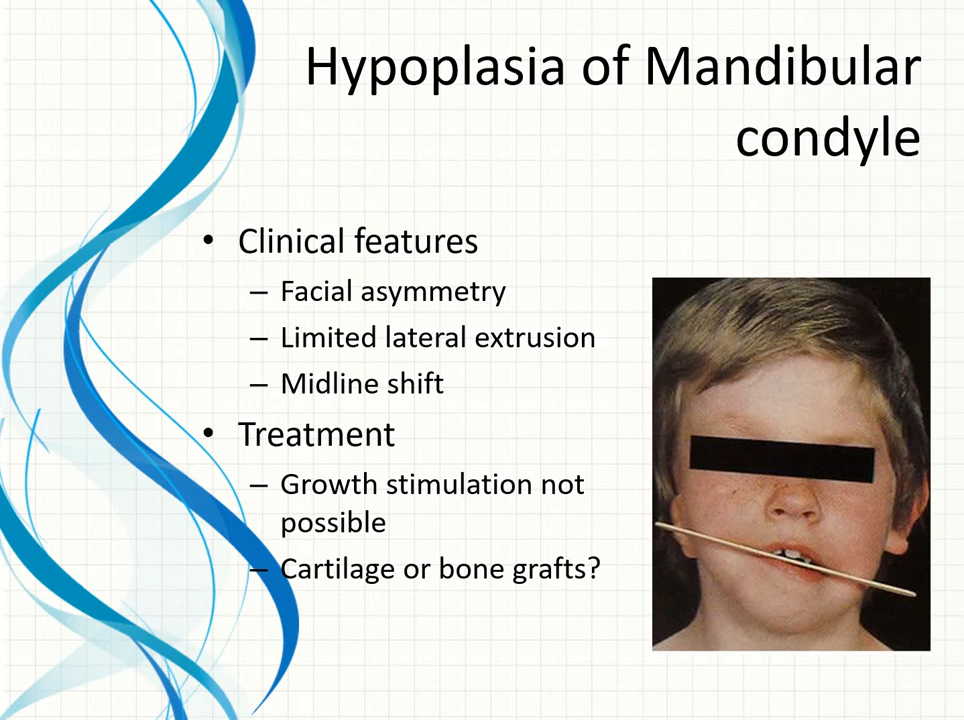 Hypoplasia of Mandibular
condyle
• Clinical features
– Facial asymmetry
– Limited lateral extrusion
– Midline shift
• Treatment
– Growth stimulation not
possible
– Cartilage or bone grafts?